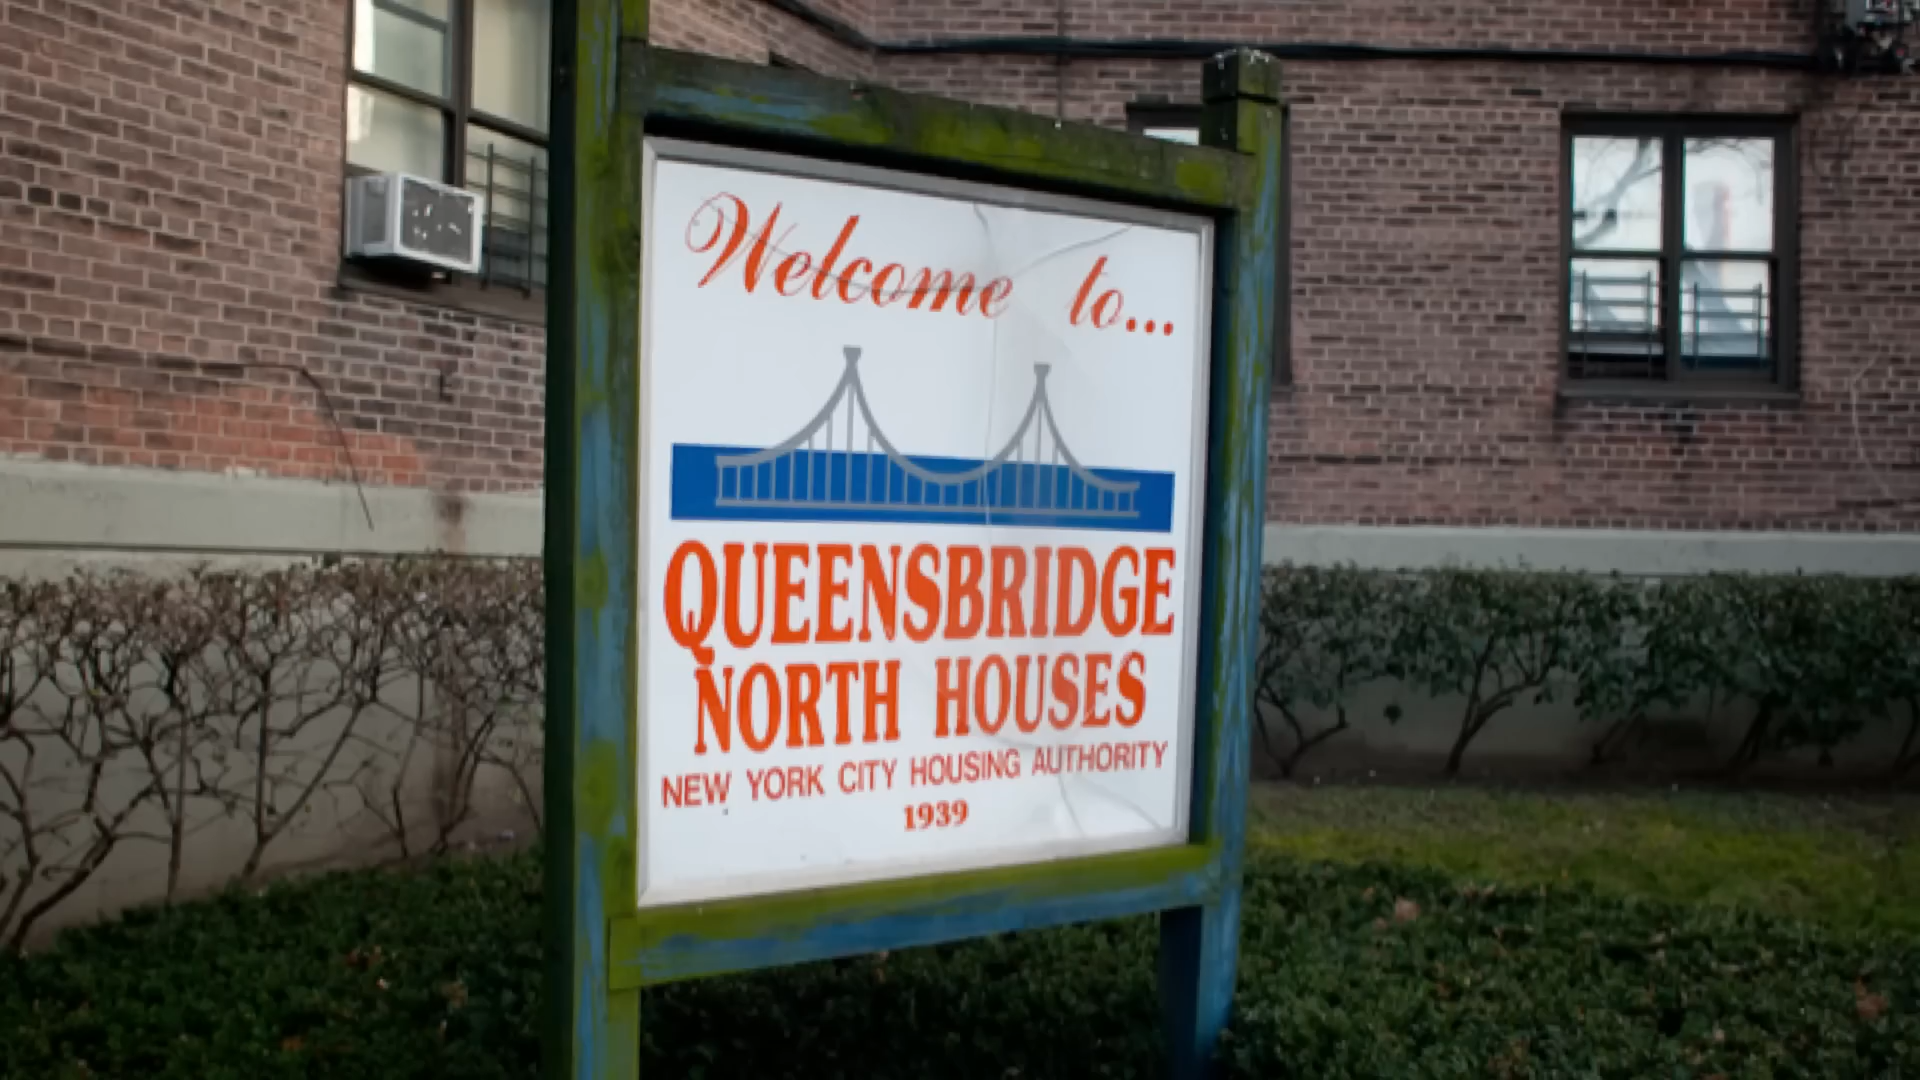 Welcome to...
QUEENSBRIDGE
NORTH HOUSES
NEW YORK CITY HOUSING AUTHORITY
1939